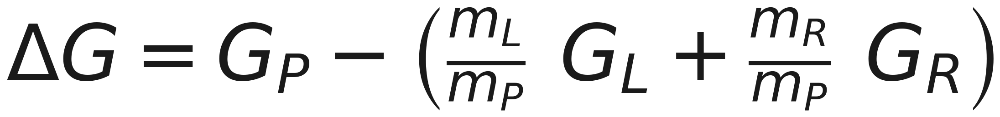 ΔG = G_P − ( m_L/m_P G_L + m_R/m_P G_R )